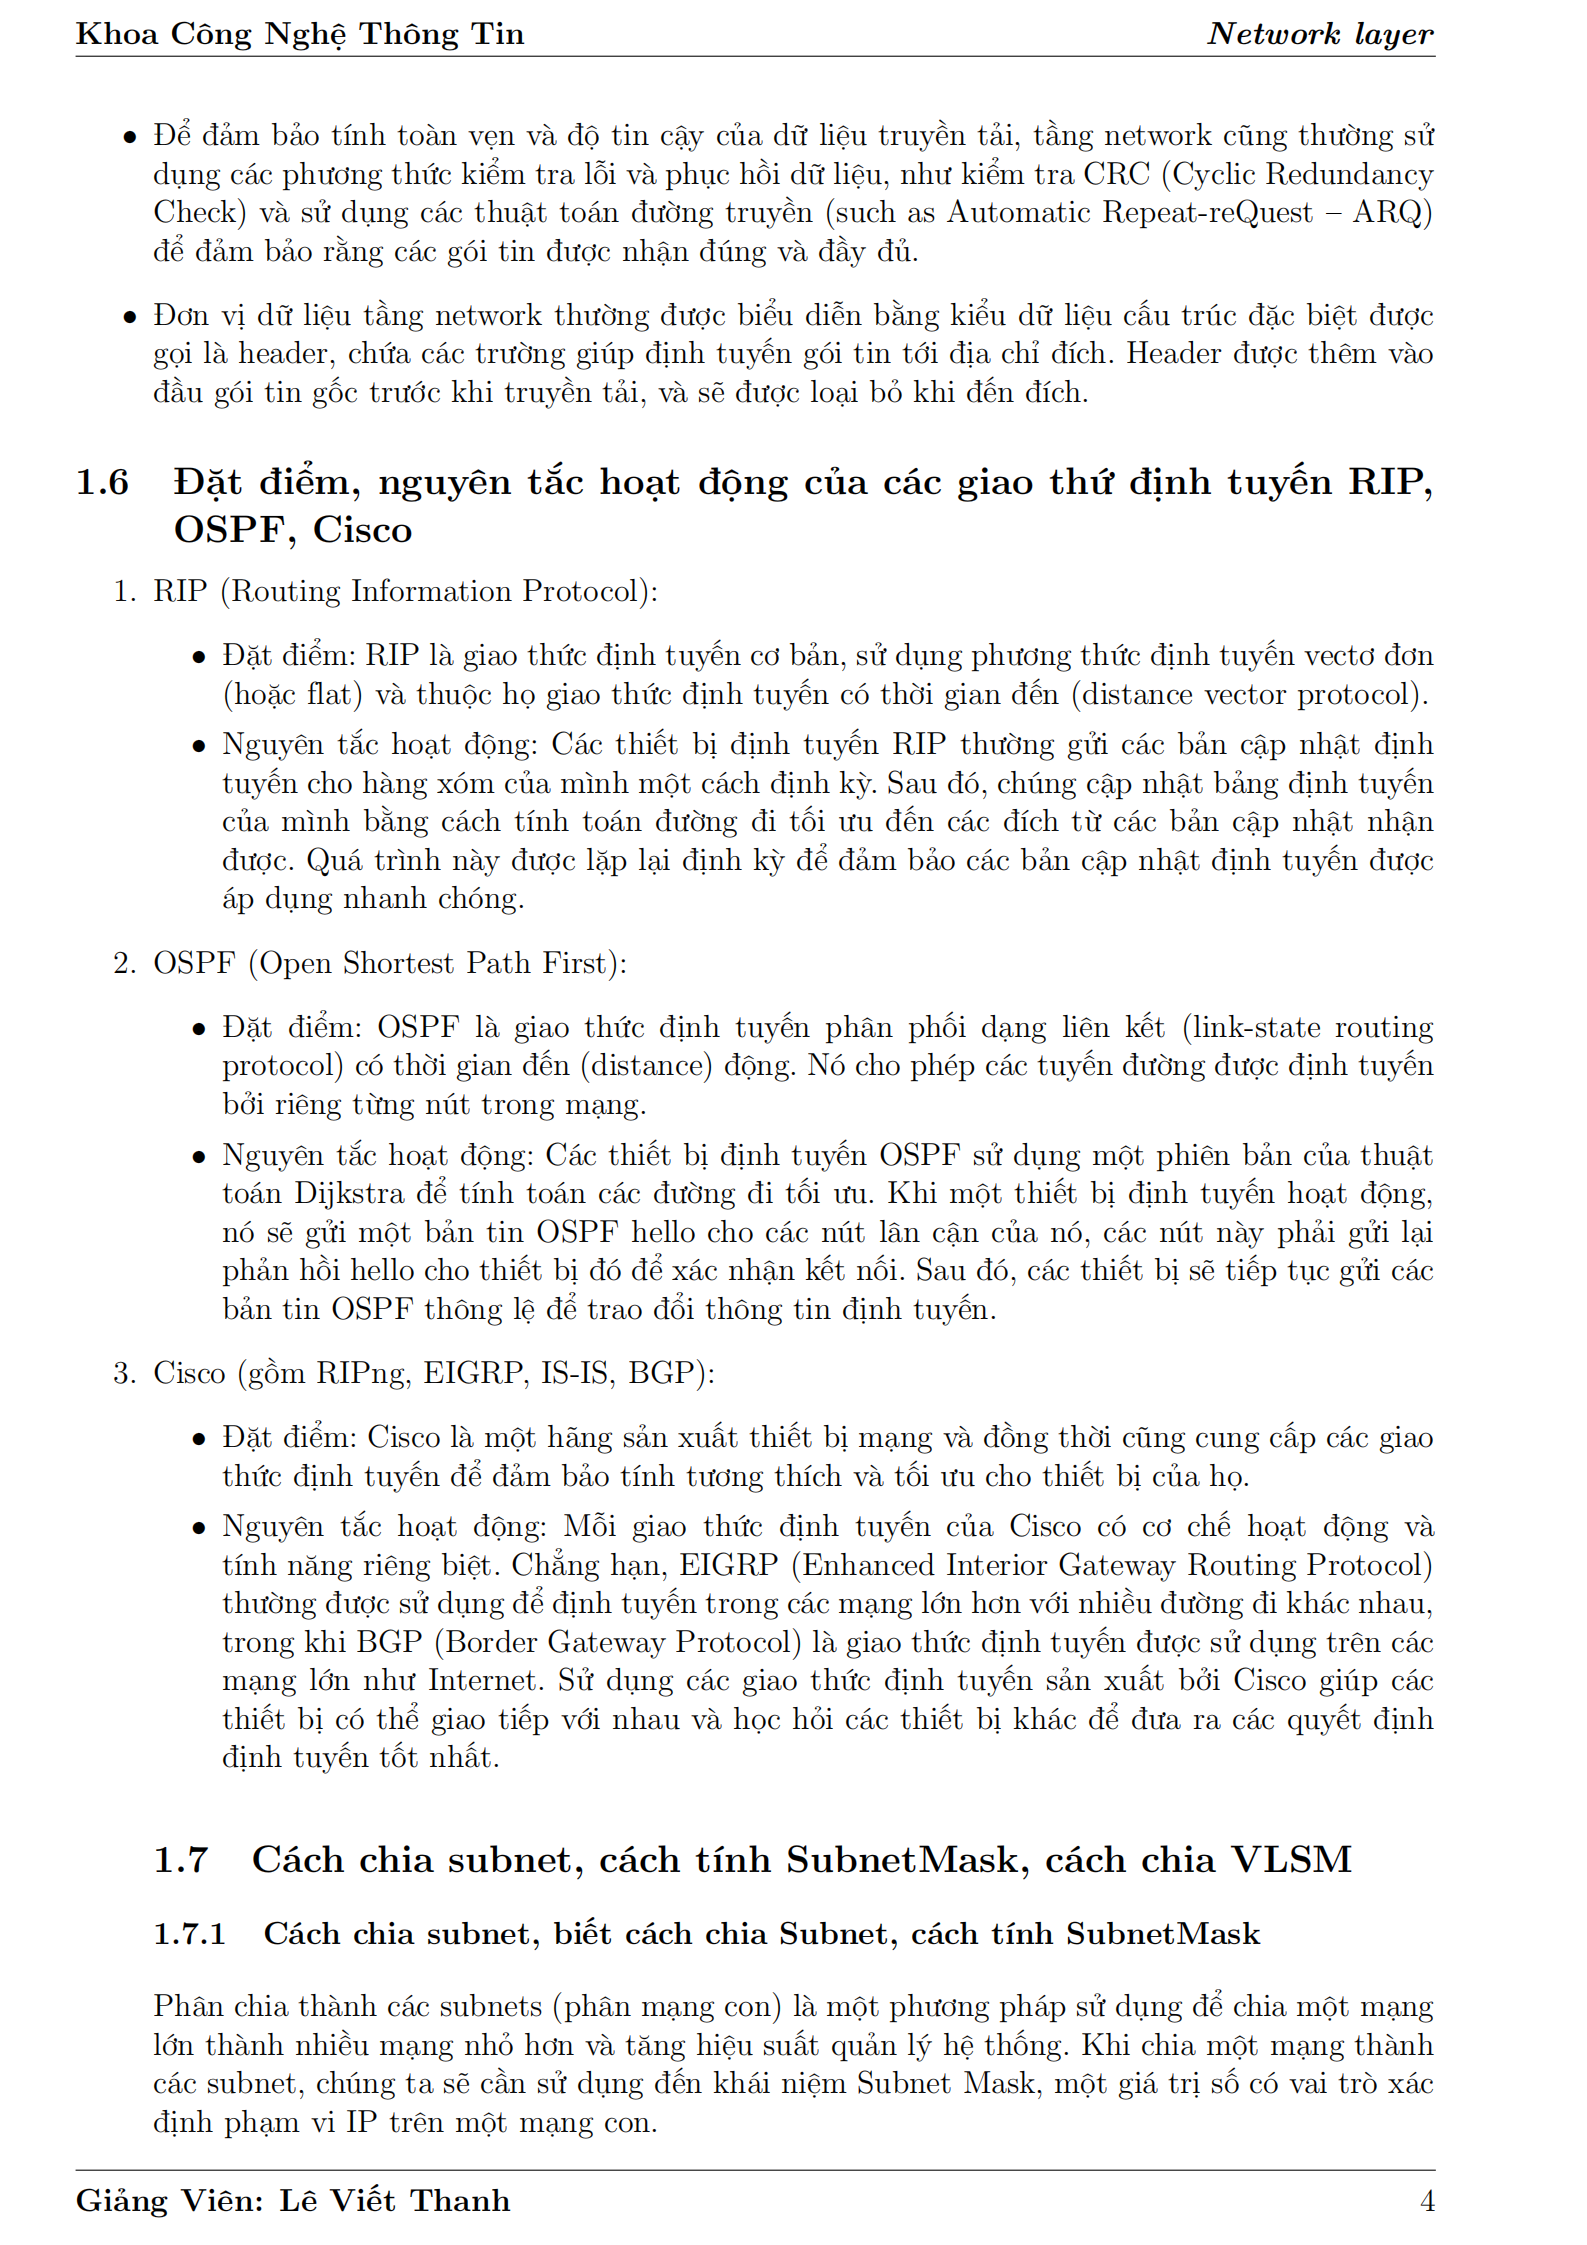 Khoa Công Nghệ Thông Tin Network layer
• Để đảm bảo tính toàn vẹn và độ tin cậy của dữ liệu truyền tải, tầng network cũng thường sử
dụng các phương thức kiểm tra lỗi và phục hồi dữ liệu, như kiểm tra CRC (Cyclic Redundancy
Check) và sử dụng các thuật toán đường truyền (such as Automatic Repeat-reQuest – ARQ)
để đảm bảo rằng các gói tin được nhận đúng và đầy đủ.
• Đơn vị dữ liệu tầng network thường được biểu diễn bằng kiểu dữ liệu cấu trúc đặc biệt được
gọi là header, chứa các trường giúp định tuyến gói tin tới địa chỉ đích. Header được thêm vào
đầu gói tin gốc trước khi truyền tải, và sẽ được loại bỏ khi đến đích.
1.6 Đặt điểm, nguyên tắc hoạt động của các giao thứ định tuyến RIP,
OSPF, Cisco
1. RIP (Routing Information Protocol):
• Đặt điểm: RIP là giao thức định tuyến cơ bản, sử dụng phương thức định tuyến vectơ đơn
(hoặc flat) và thuộc họ giao thức định tuyến có thời gian đến (distance vector protocol).
• Nguyên tắc hoạt động: Các thiết bị định tuyến RIP thường gửi các bản cập nhật định
tuyến cho hàng xóm của mình một cách định kỳ. Sau đó, chúng cập nhật bảng định tuyến
của mình bằng cách tính toán đường đi tối ưu đến các đích từ các bản cập nhật nhận
được. Quá trình này được lặp lại định kỳ để đảm bảo các bản cập nhật định tuyến được
áp dụng nhanh chóng.
2. OSPF (Open Shortest Path First):
• Đặt điểm: OSPF là giao thức định tuyến phân phối dạng liên kết (link-state routing
protocol) có thời gian đến (distance) động. Nó cho phép các tuyến đường được định tuyến
bởi riêng từng nút trong mạng.
• Nguyên tắc hoạt động: Các thiết bị định tuyến OSPF sử dụng một phiên bản của thuật
toán Dijkstra để tính toán các đường đi tối ưu. Khi một thiết bị định tuyến hoạt động,
nó sẽ gửi một bản tin OSPF hello cho các nút lân cận của nó, các nút này phải gửi lại
phản hồi hello cho thiết bị đó để xác nhận kết nối. Sau đó, các thiết bị sẽ tiếp tục gửi các
bản tin OSPF thông lệ để trao đổi thông tin định tuyến.
3. Cisco (gồm RIPng, EIGRP, IS-IS, BGP):
• Đặt điểm: Cisco là một hãng sản xuất thiết bị mạng và đồng thời cũng cung cấp các giao
thức định tuyến để đảm bảo tính tương thích và tối ưu cho thiết bị của họ.
• Nguyên tắc hoạt động: Mỗi giao thức định tuyến của Cisco có cơ chế hoạt động và
tính năng riêng biệt. Chẳng hạn, EIGRP (Enhanced Interior Gateway Routing Protocol)
thường được sử dụng để định tuyến trong các mạng lớn hơn với nhiều đường đi khác nhau,
trong khi BGP (Border Gateway Protocol) là giao thức định tuyến được sử dụng trên các
mạng lớn như Internet. Sử dụng các giao thức định tuyến sản xuất bởi Cisco giúp các
thiết bị có thể giao tiếp với nhau và học hỏi các thiết bị khác để đưa ra các quyết định
định tuyến tốt nhất.
1.7 Cách chia subnet, cách tính SubnetMask, cách chia VLSM
1.7.1 Cách chia subnet, biết cách chia Subnet, cách tính SubnetMask
Phân chia thành các subnets (phân mạng con) là một phương pháp sử dụng để chia một mạng
lớn thành nhiều mạng nhỏ hơn và tăng hiệu suất quản lý hệ thống. Khi chia một mạng thành
các subnet, chúng ta sẽ cần sử dụng đến khái niệm Subnet Mask, một giá trị số có vai trò xác
định phạm vi IP trên một mạng con.
Giảng Viên: Lê Viết Thanh 4